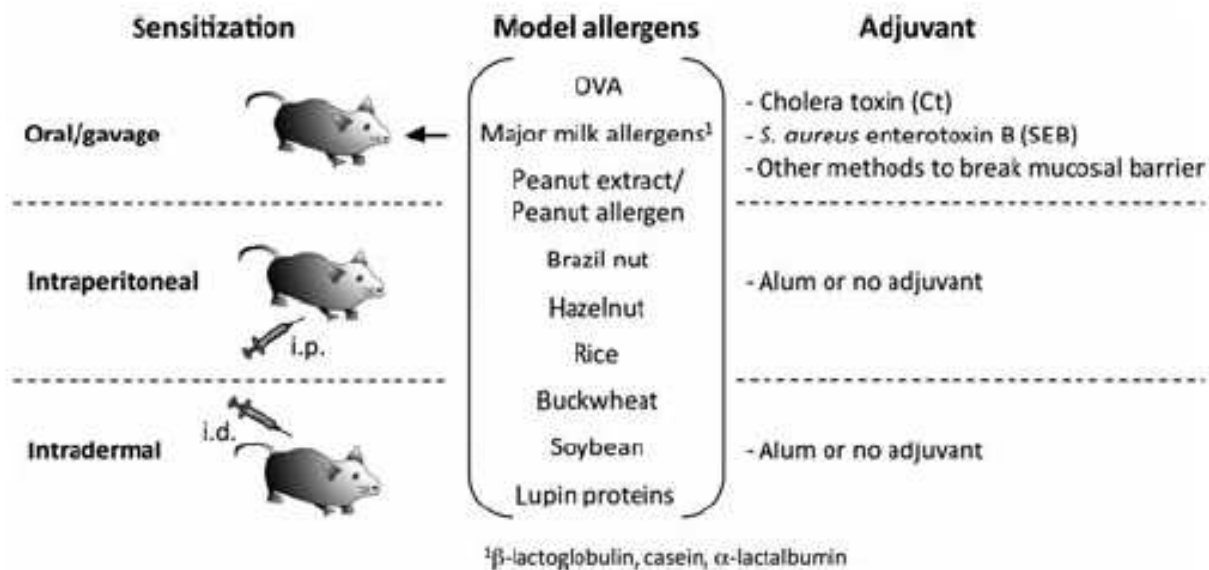 Sensitization
Model allergens
Adjuvant
Oral/gavage
OVA
Major milk allergens¹
Peanut extract/
Peanut allergen
Brazil nut
Hazelnut
Rice
Buckwheat
Soybean
Lupin proteins
- Cholera toxin (Ct)
- S. aureus enterotoxin B (SEB)
- Other methods to break mucosal barrier
Intraperitoneal
i.p.
- Alum or no adjuvant
i.d.
Intradermal
- Alum or no adjuvant
¹β-lactoglobulin, casein, α-lactalbumin